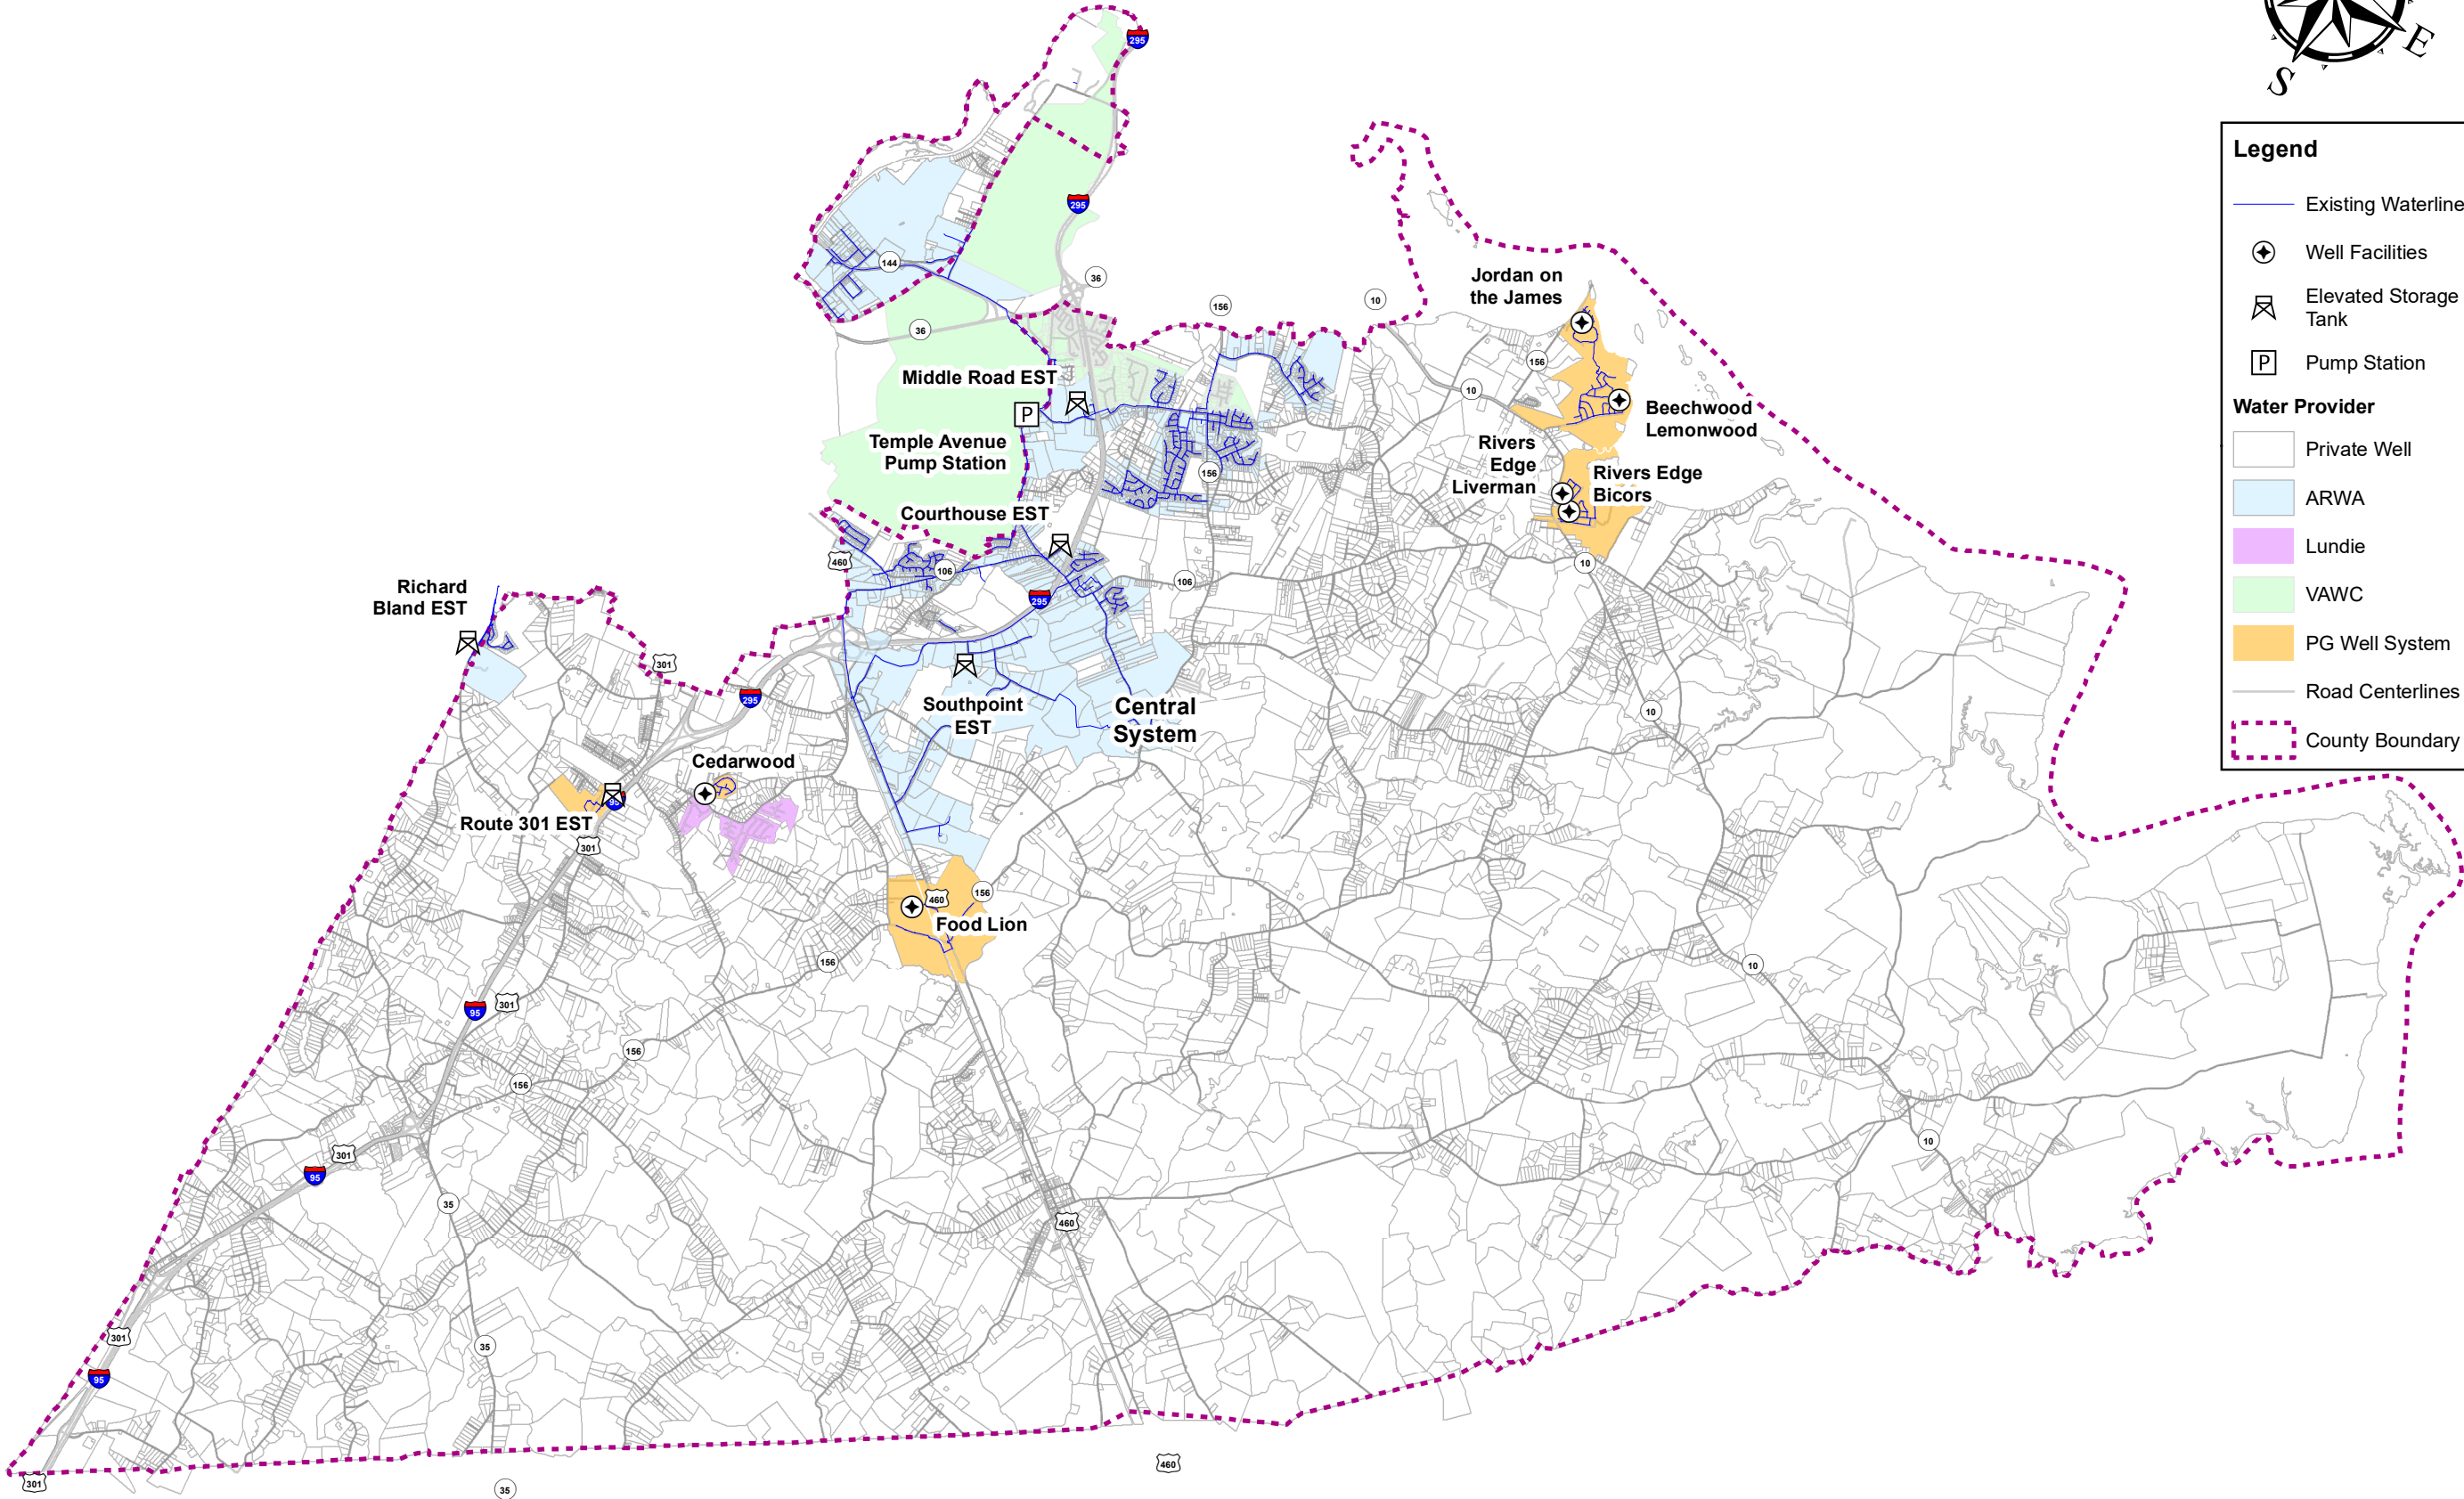 E
S
Legend
Existing Waterline
Well Facilities
Elevated Storage
Tank
P
Pump Station
Water Provider
Private Well
ARWA
Lundie
VAWC
PG Well System
Road Centerlines
County Boundary
295
295
144
36
36
156
10
Jordan on
the James
156
10
Middle Road EST
P
Beechwood
Lemonwood
Temple Avenue
Pump Station
156
Rivers
Edge
Liverman
Rivers Edge
Bicors
Courthouse EST
460
106
106
10
295
Richard
Bland EST
301
295
Southpoint
EST
Central
System
10
Cedarwood
95
Route 301 EST
301
460
156
Food Lion
156
10
95
301
156
156
301
95
10
35
460
301
35
95
301
460
35